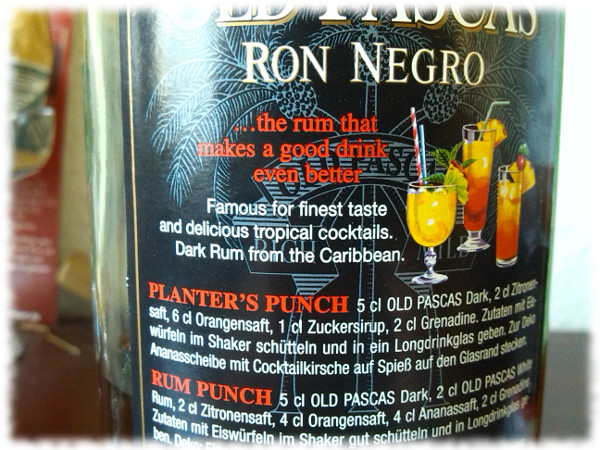 OLD PASCAS
RON NEGRO
...the rum that
makes a good drink
even better
Famous for finest taste
and delicious tropical cocktails.
Dark Rum from the Caribbean.
PLANTER'S PUNCH 5 cl OLD PASCAS Dark, 2 cl Zitronen-
saft, 6 cl Orangensaft, 1 cl Zuckersirup, 2 cl Grenadine. Zutaten mit Eis-
würfeln im Shaker schütteln und in ein Longdrinkglas geben. Zur Deko
Ananasscheibe mit Cocktailkirsche auf Spieß auf den Glasrand stecken.
RUM PUNCH 5 cl OLD PASCAS Dark, 2 cl OLD PASCAS White
Rum, 2 cl Zitronensaft, 4 cl Orangensaft, 4 cl Ananassaft, 2 cl Grenadine.
Zutaten mit Eiswürfeln im Shaker gut schütteln und in Longdrinkglas ge-
ben. Deko: